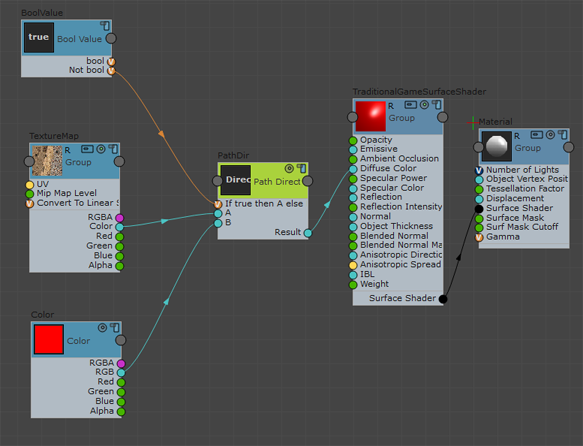 BoolValue
true
Bool Value
bool
Not bool
TextureMap
R
Group
UV
Mip Map Level
Convert To Linear S
RGBA
Color
Red
Green
Blue
Alpha
Color
Color
RGBA
RGB
Red
Green
Blue
Alpha
PathDir
Direc
Path Direct
If true then A else
A
B
Result
TraditionalGameSurfaceShader
R
Group
Opacity
Emissive
Ambient Occlusion
Diffuse Color
Specular Power
Specular Color
Reflection
Reflection Intensity
Normal
Object Thickness
Blended Normal
Blended Normal Ma
Anisotropic Directic
Anisotropic Spread
IBL
Weight
Surface Shader
Material
R
Group
Number of Lights
Object Vertex Posit
Tessellation Factor
Displacement
Surface Shader
Surface Mask
Surf Mask Cutoff
Gamma